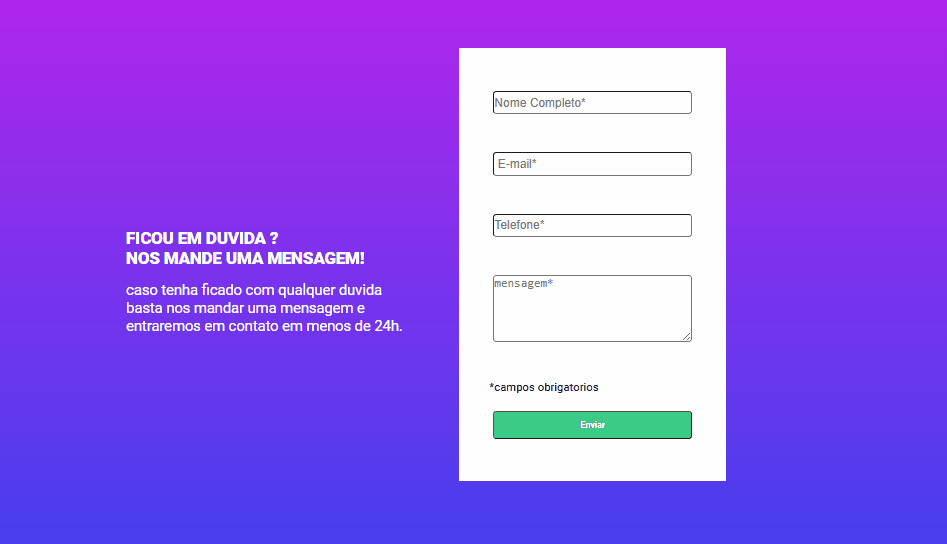 FICOU EM DUVIDA ?
NOS MANDE UMA MENSAGEM!
caso tenha ficado com qualquer duvida
basta nos mandar uma mensagem e
entraremos em contato em menos de 24h.
Nome Completo*
E-mail*
Telefone*
mensagem*
*campos obrigatorios
Enviar